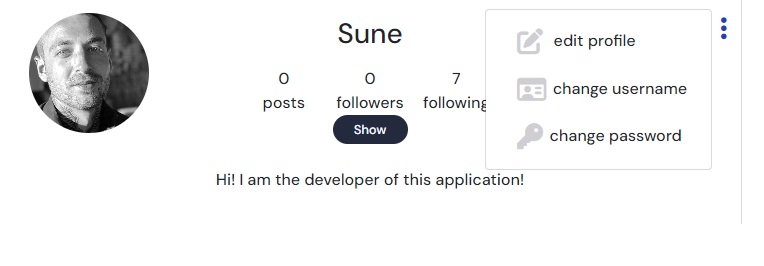 Sune
edit profile
0 0 7
posts followers following
change username
Show
change password
Hi! I am the developer of this application!